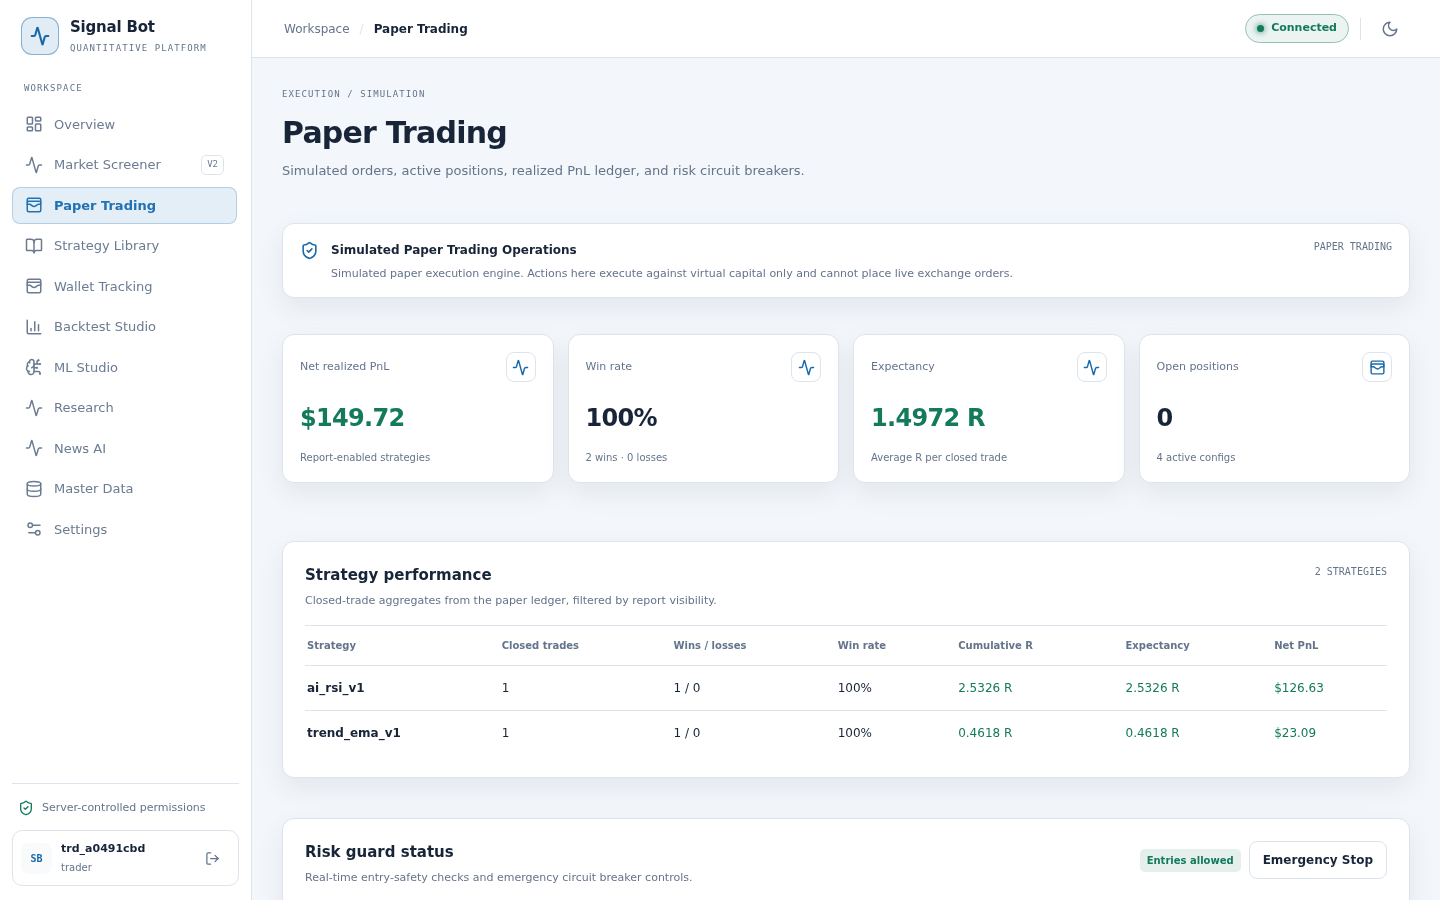 Signal Bot
QUANTITATIVE PLATFORM
WORKSPACE
Overview
Market Screener V2
Paper Trading
Strategy Library
Wallet Tracking
Backtest Studio
ML Studio
Research
News AI
Master Data
Settings
Server-controlled permissions
SB
trd_a0491cbd
trader
Workspace / Paper Trading
Connected
EXECUTION / SIMULATION
Paper Trading
Simulated orders, active positions, realized PnL ledger, and risk circuit breakers.
Simulated Paper Trading Operations
PAPER TRADING
Simulated paper execution engine. Actions here execute against virtual capital only and cannot place live exchange orders.
Net realized PnL
$149.72
Report-enabled strategies
Win rate
100%
2 wins · 0 losses
Expectancy
1.4972 R
Average R per closed trade
Open positions
0
4 active configs
Strategy performance
2 STRATEGIES
Closed-trade aggregates from the paper ledger, filtered by report visibility.
Strategy Closed trades Wins / losses Win rate Cumulative R Expectancy Net PnL
ai_rsi_v1 1 1 / 0 100% 2.5326 R 2.5326 R $126.63
trend_ema_v1 1 1 / 0 100% 0.4618 R 0.4618 R $23.09
Risk guard status
Entries allowed
Emergency Stop
Real-time entry-safety checks and emergency circuit breaker controls.